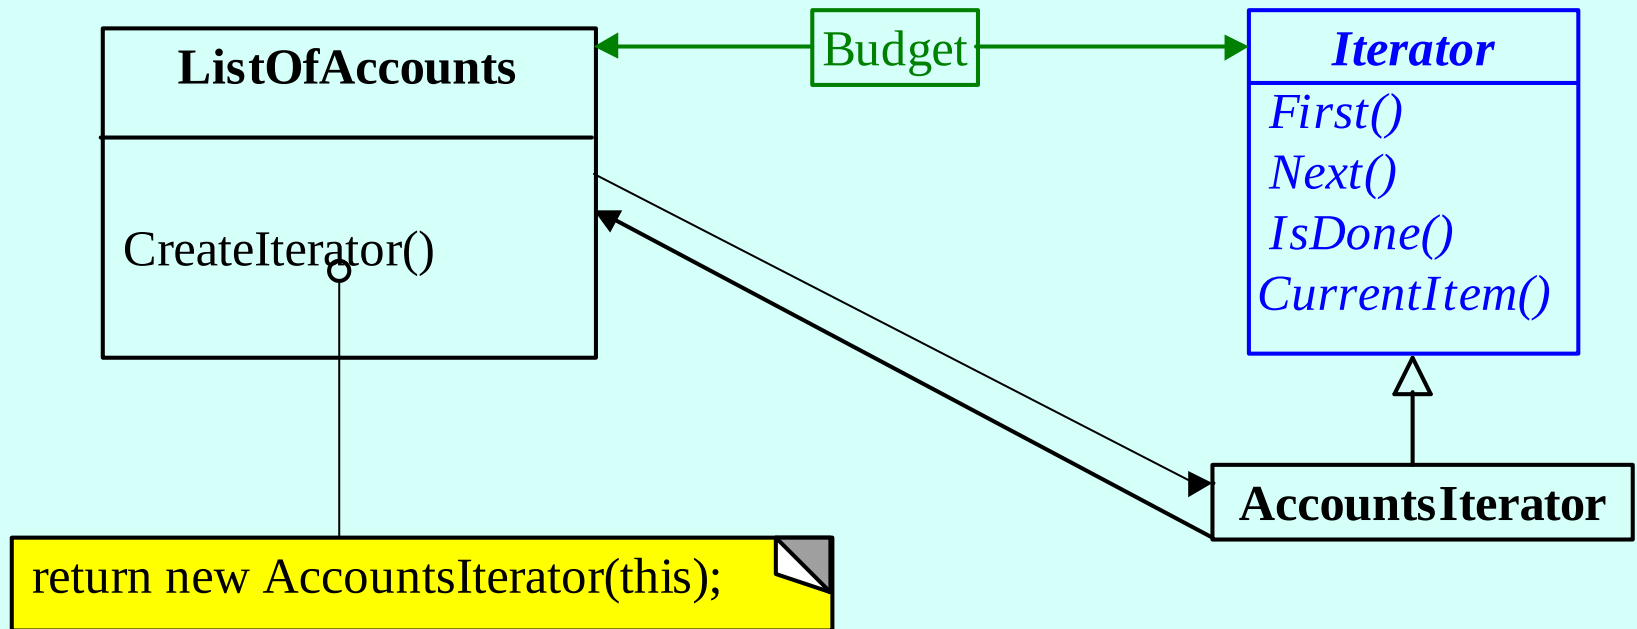 ListOfAccounts
CreateIterator()
Budget
Iterator
First()
Next()
IsDone()
CurrentItem()
AccountsIterator
return new AccountsIterator(this);